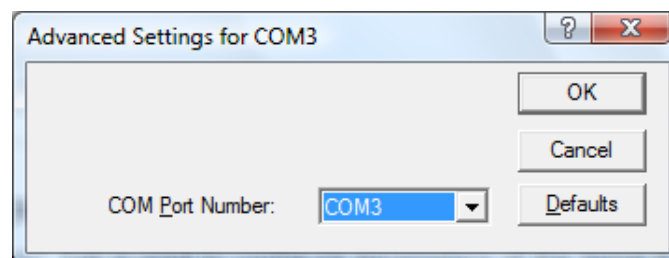 Advanced Settings for COM3
OK
Cancel
COM Port Number: COM3 Defaults